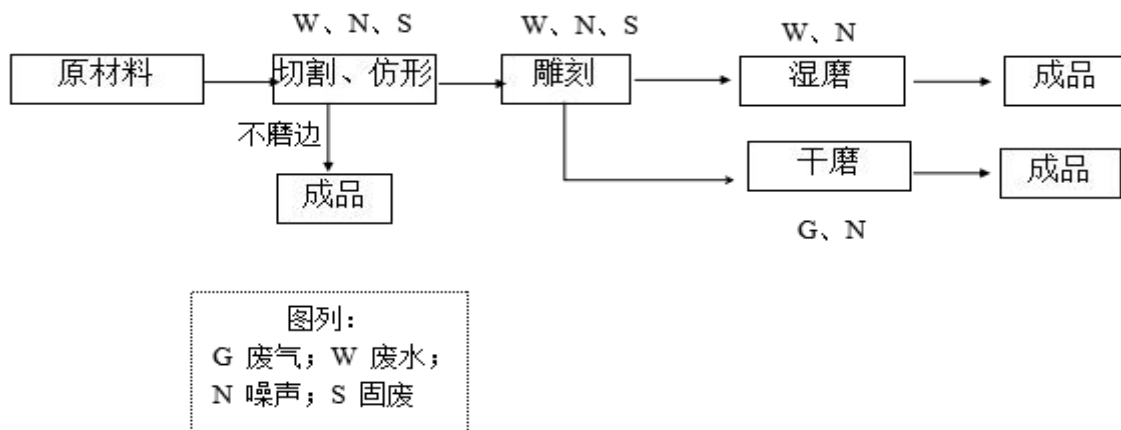 W、N、S
W、N、S
W、N
原材料
切割、仿形
雕刻
湿磨
成品
不磨边
干磨
成品
成品
G、N
图列：
G 废气；W 废水；
N 噪声；S 固废